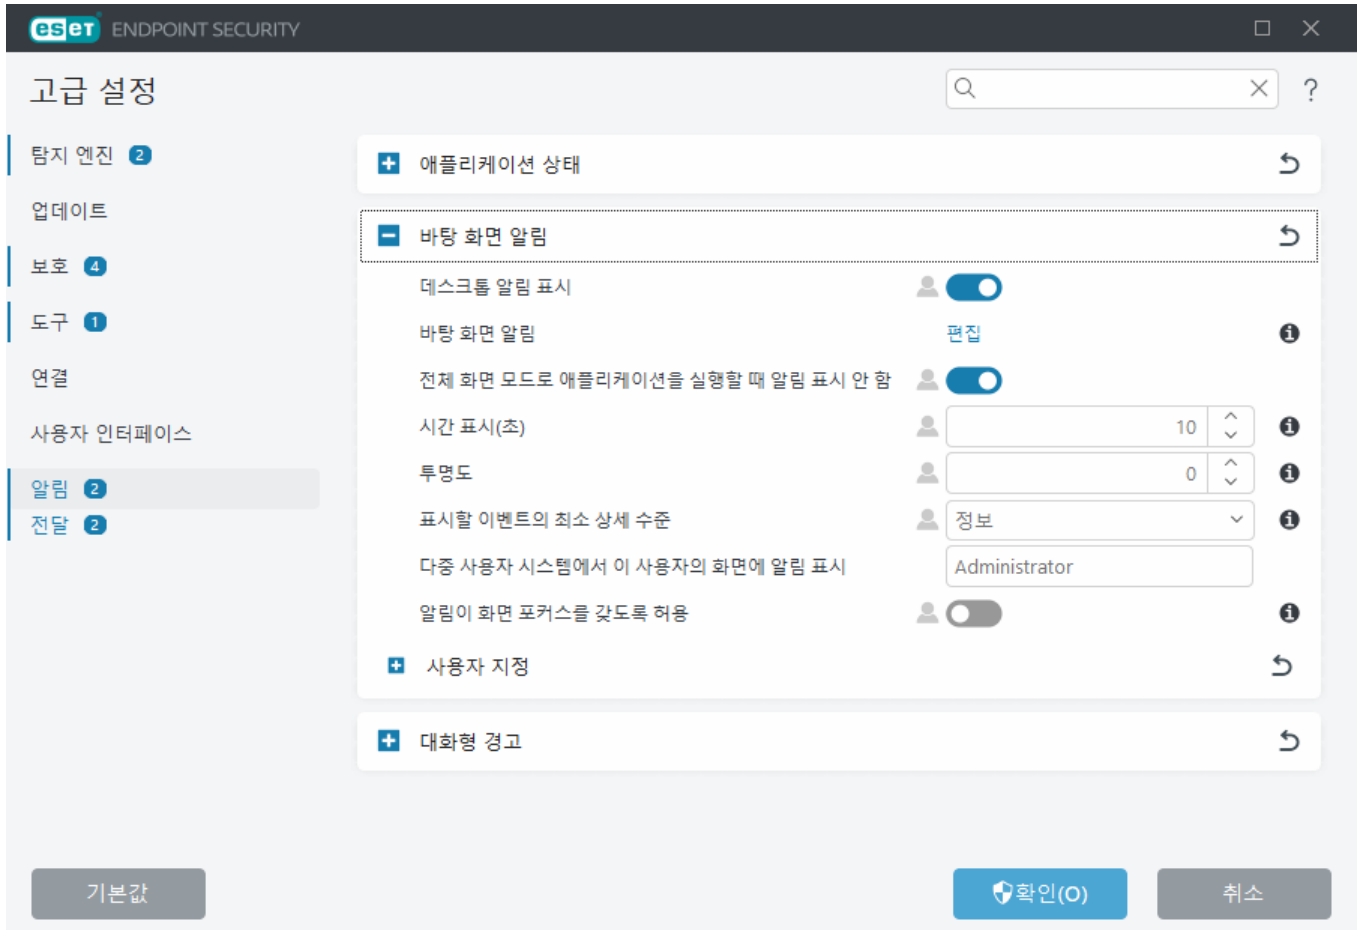 eset ENDPOINT SECURITY
고급 설정
?
탐지 엔진 2
업데이트
보호 4
도구 1
연결
사용자 인터페이스
알림 2
전달 2
애플리케이션 상태
바탕 화면 알림
데스크톱 알림 표시
바탕 화면 알림 편집
전체 화면 모드로 애플리케이션을 실행할 때 알림 표시 안 함
시간 표시(초) 10
투명도 0
표시할 이벤트의 최소 상세 수준 정보
다중 사용자 시스템에서 이 사용자의 화면에 알림 표시 Administrator
알림이 화면 포커스를 갖도록 허용
사용자 지정
대화형 경고
기본값 확인(O) 취소